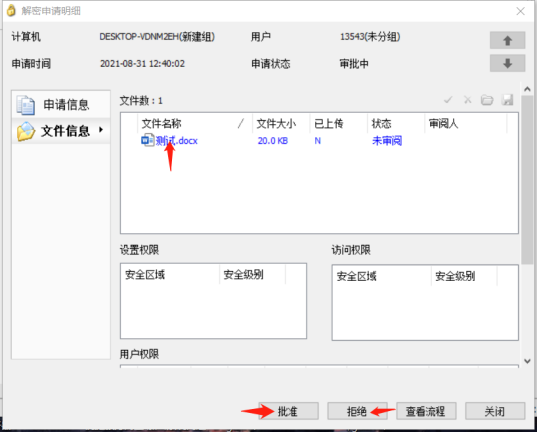 解密申请明细
计算机 DESKTOP-VDNM2EH(新建组) 用户 13543(未分组)
申请时间 2021-08-31 12:40:02 申请状态 审批中
申请信息
文件信息
文件数：1
文件名称 / 文件大小 已上传 状态 审阅人
测试.docx 20.0 KB N 未审阅
设置权限 访问权限
安全区域 安全级别 安全区域 安全级别
用户权限
批准 拒绝 查看流程 关闭